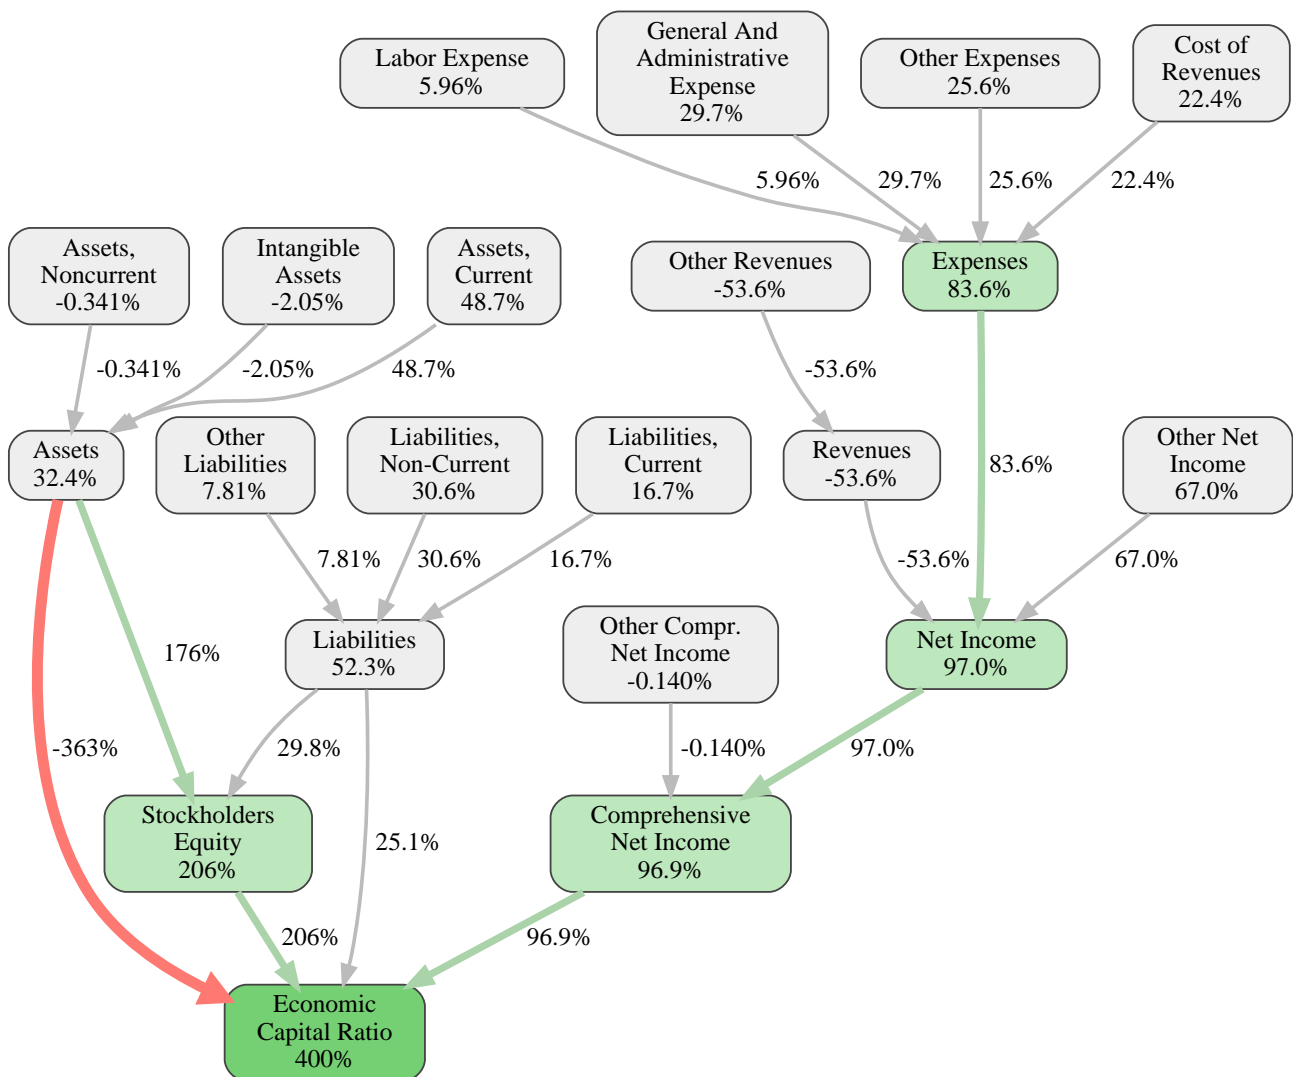 Labor Expense
5.96%
General And
Administrative
Expense
29.7%
Other Expenses
25.6%
Cost of
Revenues
22.4%
5.96%
29.7%
25.6%
22.4%
Assets,
Noncurrent
-0.341%
Intangible
Assets
-2.05%
Assets,
Current
48.7%
Other Revenues
-53.6%
Expenses
83.6%
-0.341%
-2.05%
48.7%
-53.6%
Assets
32.4%
Other
Liabilities
7.81%
Liabilities,
Non-Current
30.6%
Liabilities,
Current
16.7%
Revenues
-53.6%
83.6%
Other Net
Income
67.0%
7.81%
30.6%
16.7%
-53.6%
67.0%
176%
Liabilities
52.3%
Other Compr.
Net Income
-0.140%
Net Income
97.0%
-363%
29.8%
-0.140%
97.0%
Stockholders
Equity
206%
25.1%
Comprehensive
Net Income
96.9%
206%
96.9%
Economic
Capital Ratio
400%